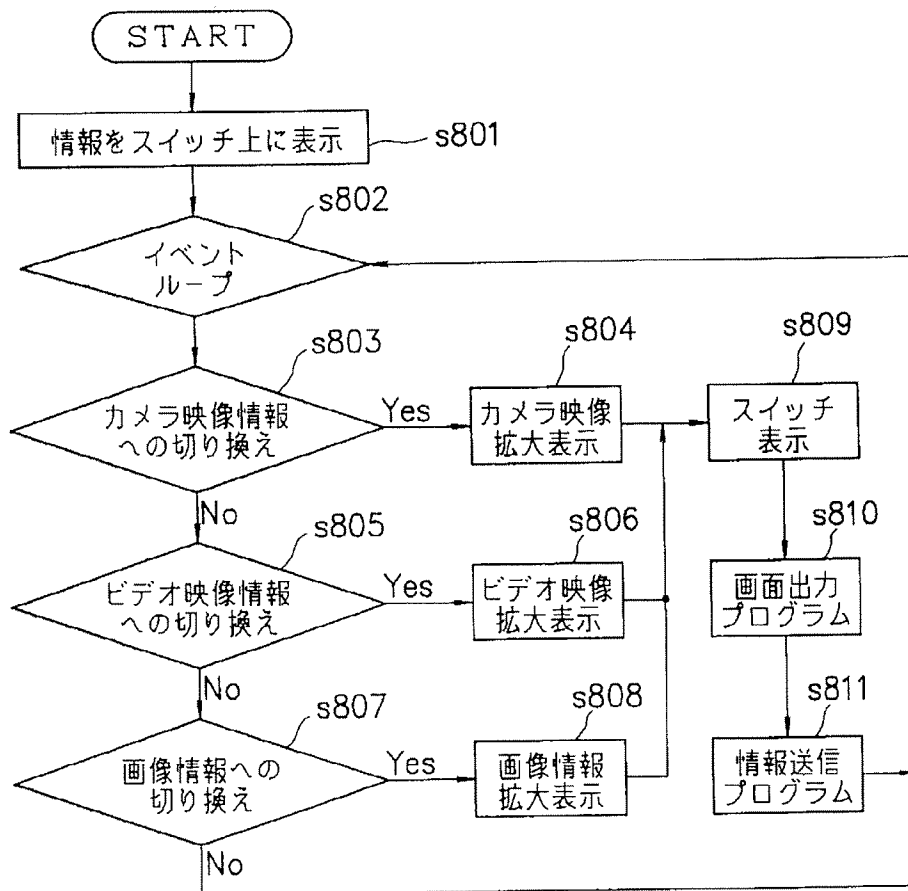 START
情報をスイッチ上に表示
s801
s802
イベント
ループ
s803
カメラ映像情報
への切り換え
Yes
s804
カメラ映像
拡大表示
s809
スイッチ
表示
No
s805
ビデオ映像情報
への切り換え
Yes
s806
ビデオ映像
拡大表示
s810
画面出力
プログラム
No
s807
画像情報への
切り換え
Yes
s808
画像情報
拡大表示
s811
情報送信
プログラム
No